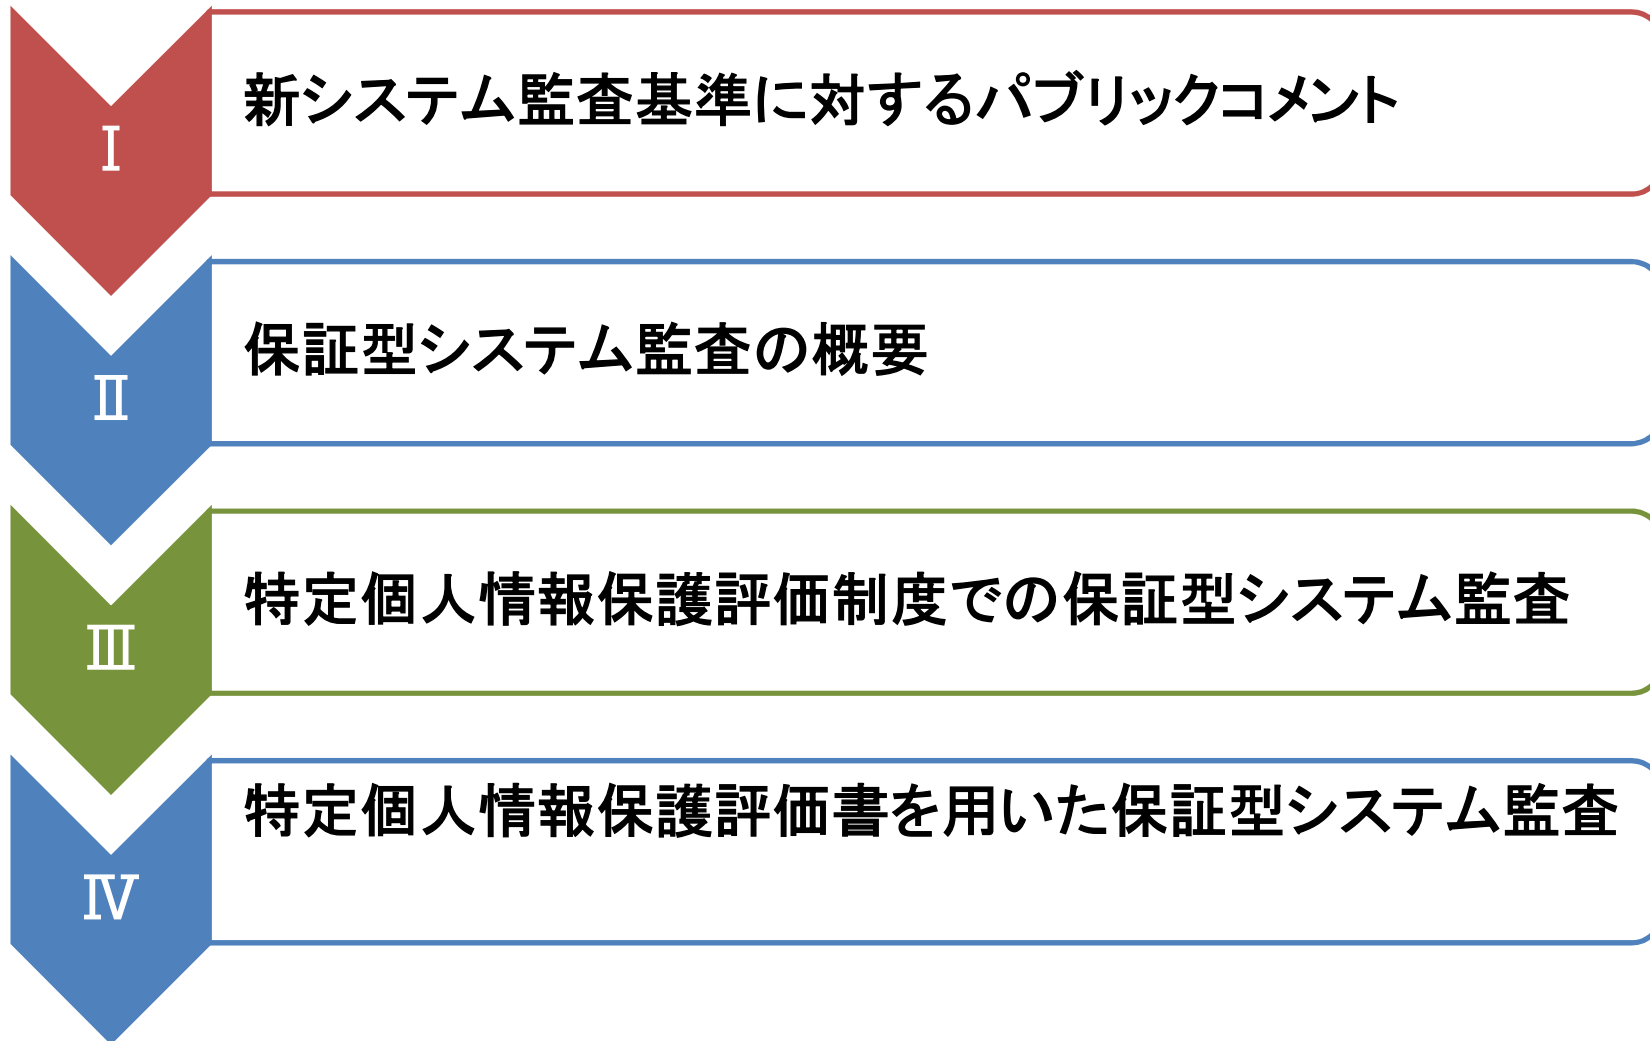 Ⅰ
新システム監査基準に対するパブリックコメント
Ⅱ
保証型システム監査の概要
Ⅲ
特定個人情報保護評価制度での保証型システム監査
Ⅳ
特定個人情報保護評価書を用いた保証型システム監査